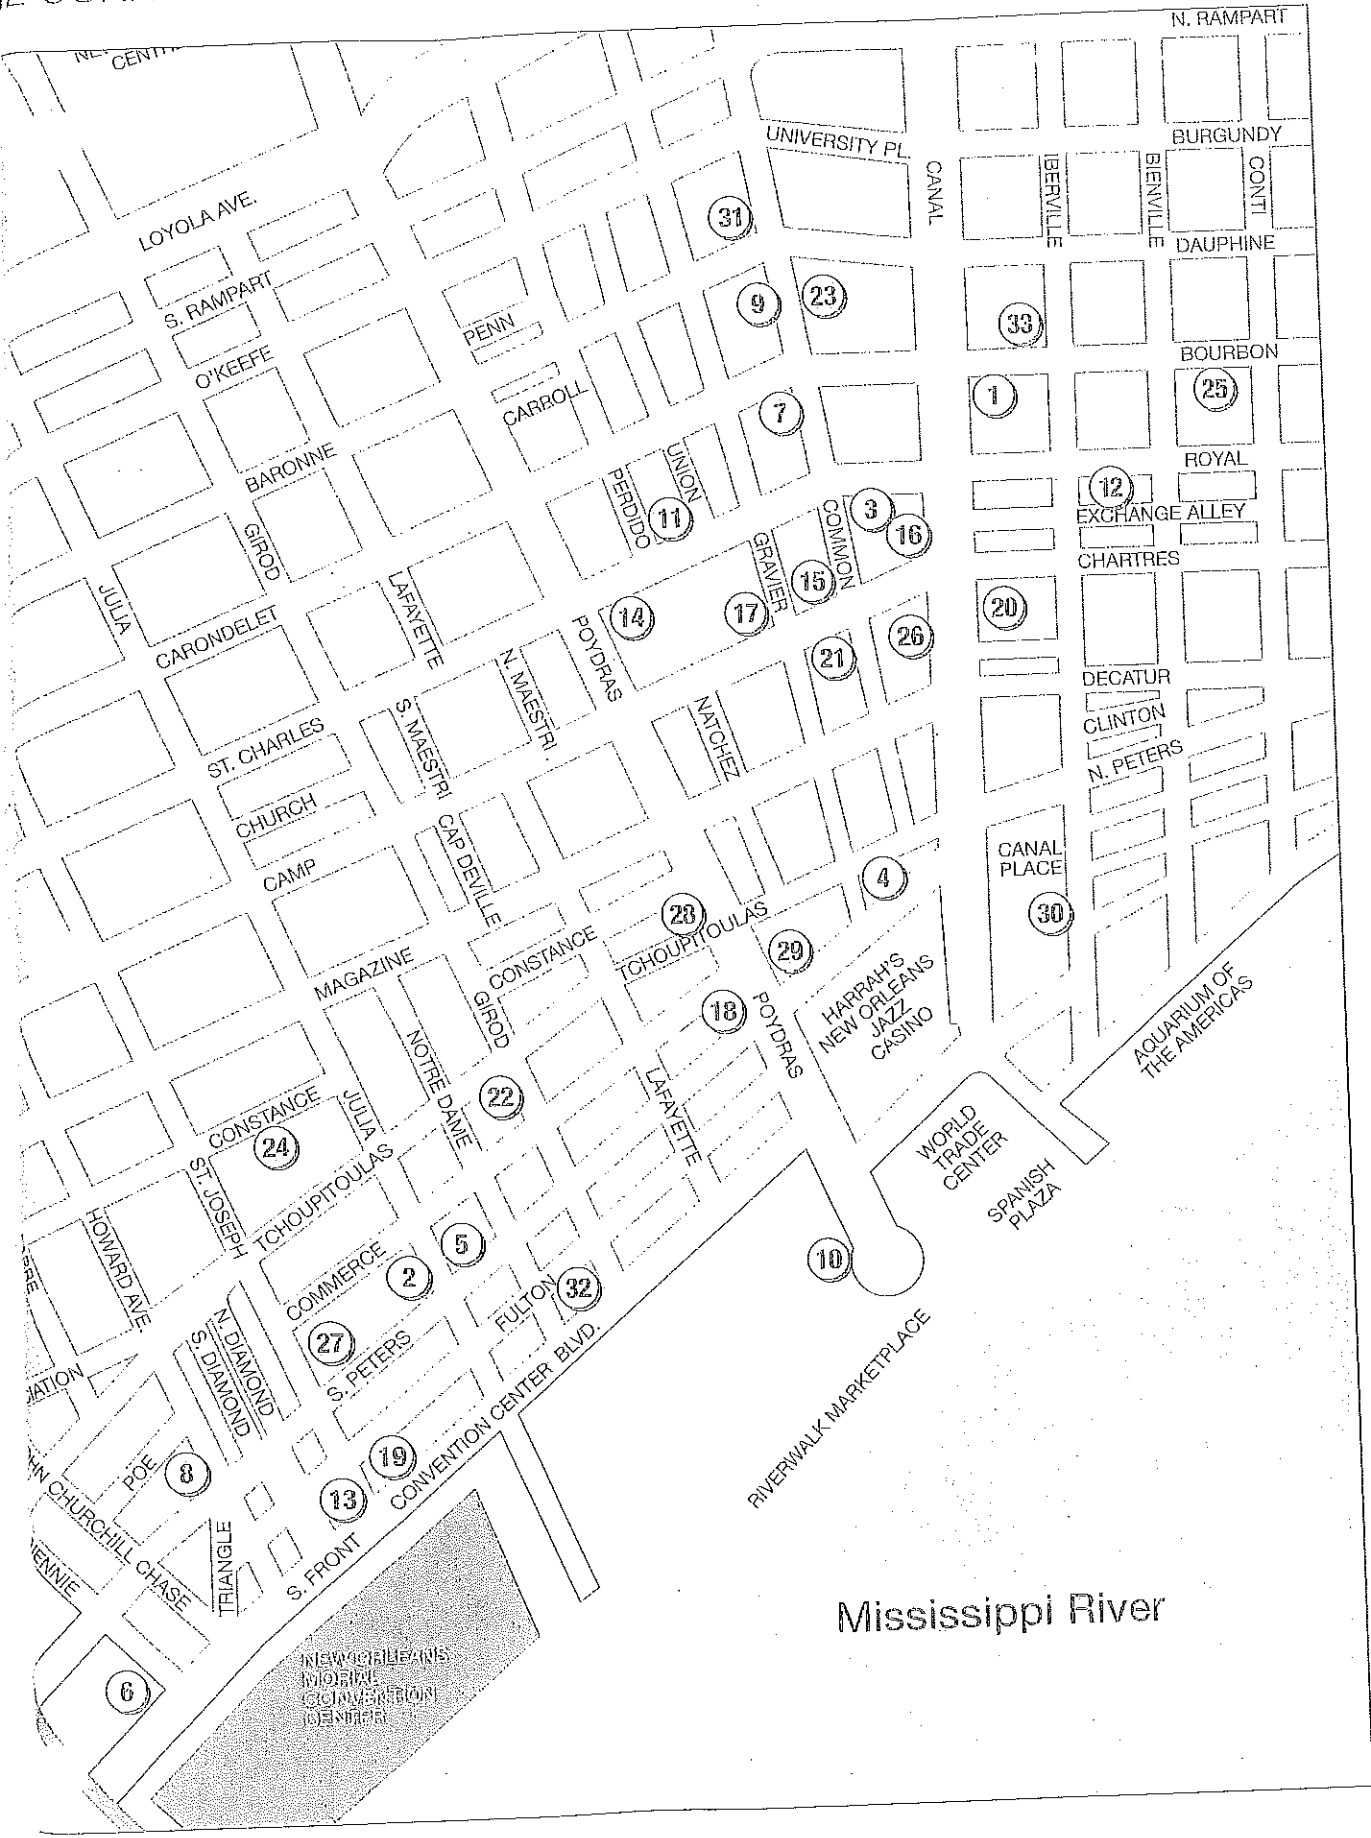 N. RAMPART
UNIVERSITY PL.
BURGUNDY
CANAL
IBERVILLE
BIENVILLE
CONTI
DAUPHINE
LOYOLA AVE.
31
S. RAMPART
9
23
33
PENN
O'KEEFE
BOURBON
CARROLL
7
1
25
BARONNE
UNION
ROYAL
PERDIDO
11
12
3
COMMON
EXCHANGE ALLEY
16
GIROD
GRAVIER
CHARTRES
JULIA
LAFAYETTE
15
CARONDELET
14
17
20
POYDRAS
N. MAESTRI
21
26
DECATUR
S. MAESTRI
NATCHEZ
CLINTON
ST. CHARLES
N. PETERS
CHURCH
CAP DEVILLE
CANAL
PLACE
CAMP
4
28
30
TCHOUPITOULAS
CONSTANCE
29
MAGAZINE
HARRAH'S
NEW ORLEANS
JAZZ
CASINO
GIROD
18
POYDRAS
AQUARIUM OF
THE AMERICAS
NOTRE DAME
22
LAFAYETTE
CONSTANCE
JULIA
24
WORLD
TRADE
CENTER
ST. JOSEPH
TCHOUPITOULAS
SPANISH
PLAZA
HOWARD AVE.
COMMERCE
5
2
10
FULTON
32
27
N. DIAMOND
S. DIAMOND
S. PETERS
CONVENTION CENTER BLVD.
RIVERWALK MARKETPLACE
POE
8
19
13
CHURCHILL CHASE
TRIANGLE
S. FRONT
Mississippi River
NEW ORLEANS
MORIAL
CONVENTION
CENTER
6